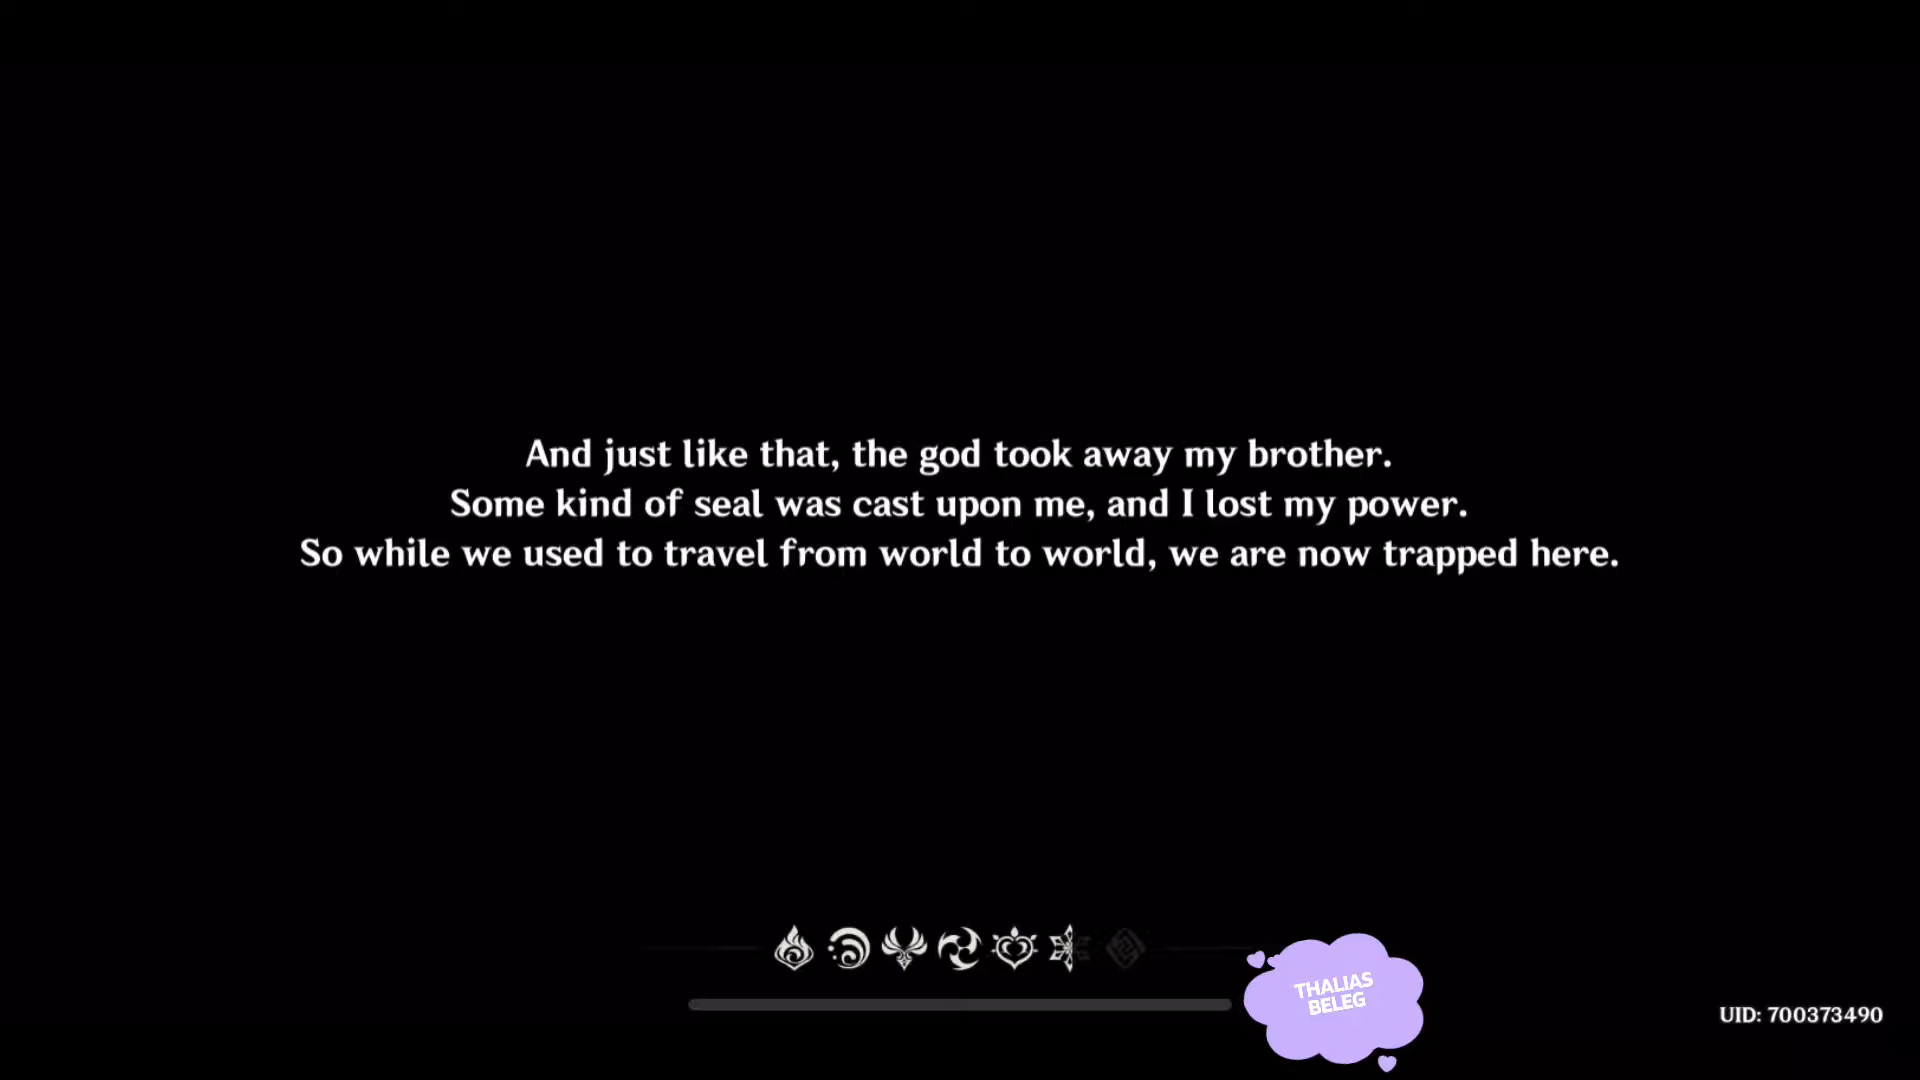 And just like that, the god took away my brother.
Some kind of seal was cast upon me, and I lost my power.
So while we used to travel from world to world, we are now trapped here.
THALIAS
BELEG
UID: 700373490